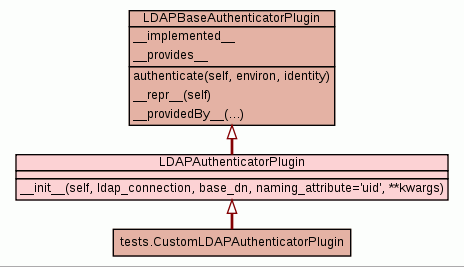 LDAPBaseAuthenticatorPlugin
__implemented__
__provides__
authenticate(self, environ, identity)
__repr__(self)
__providedBy__(...)
LDAPAuthenticatorPlugin
__init__(self, ldap_connection, base_dn, naming_attribute='uid', **kwargs)
tests.CustomLDAPAuthenticatorPlugin